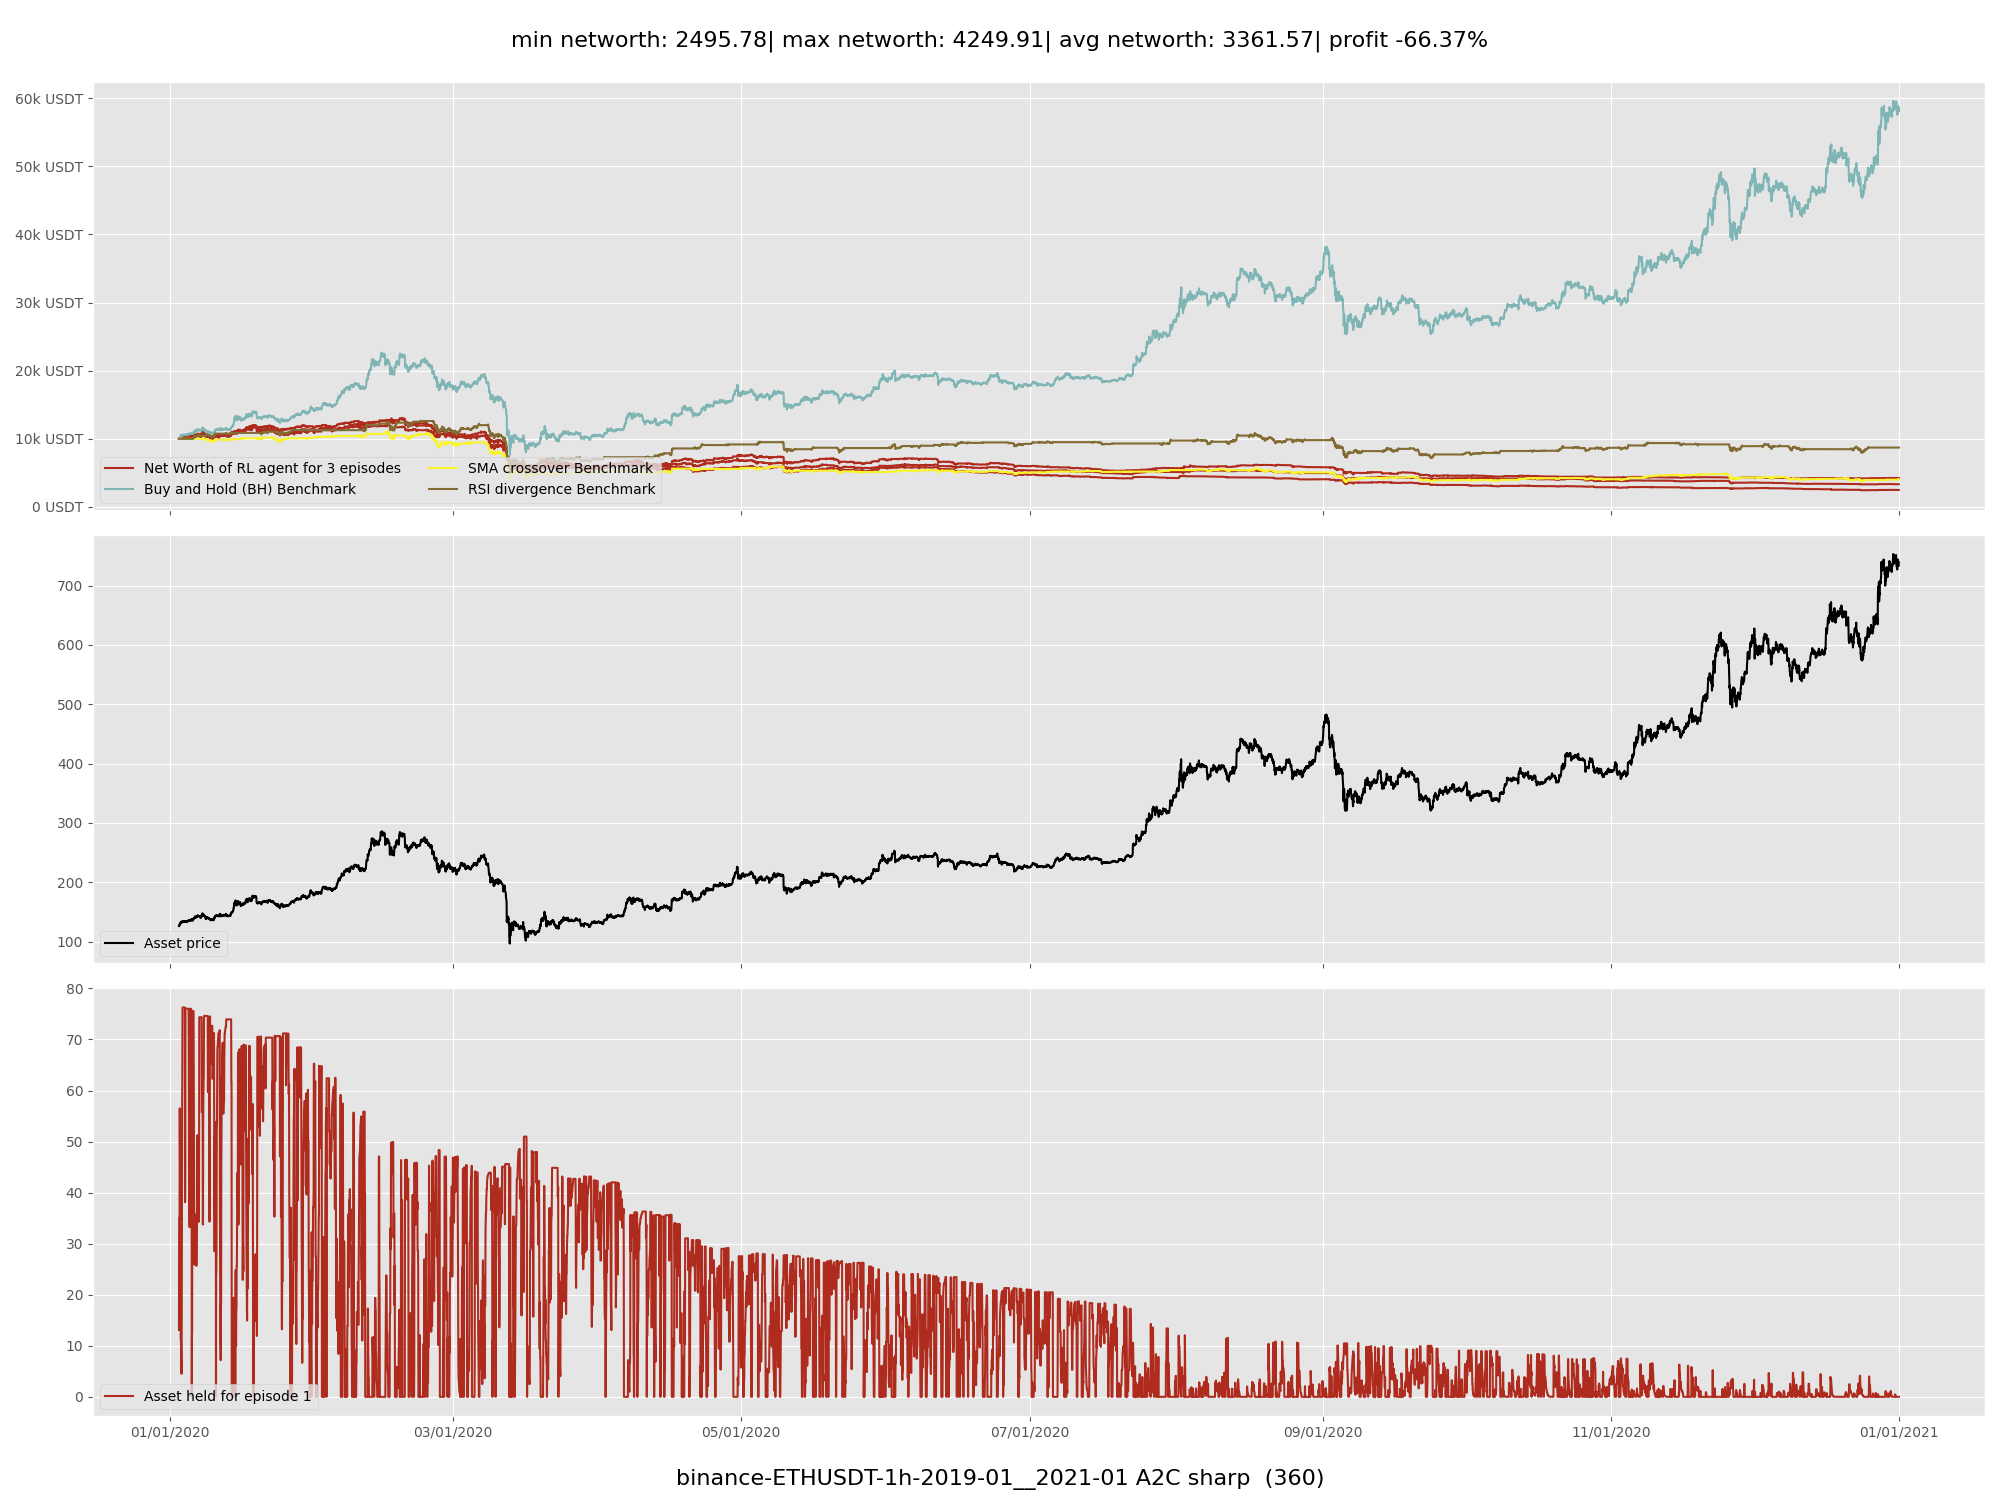 min networth: 2495.78| max networth: 4249.91| avg networth: 3361.57| profit -66.37%
60k USDT
50k USDT
40k USDT
30k USDT
20k USDT
10k USDT
0 USDT
Net Worth of RL agent for 3 episodes
Buy and Hold (BH) Benchmark
SMA crossover Benchmark
RSI divergence Benchmark
700
600
500
400
300
200
100
Asset price
80
70
60
50
40
30
20
10
0
Asset held for episode 1
01/01/2020
03/01/2020
05/01/2020
07/01/2020
09/01/2020
11/01/2020
01/01/2021
binance-ETHUSDT-1h-2019-01__2021-01 A2C sharp (360)